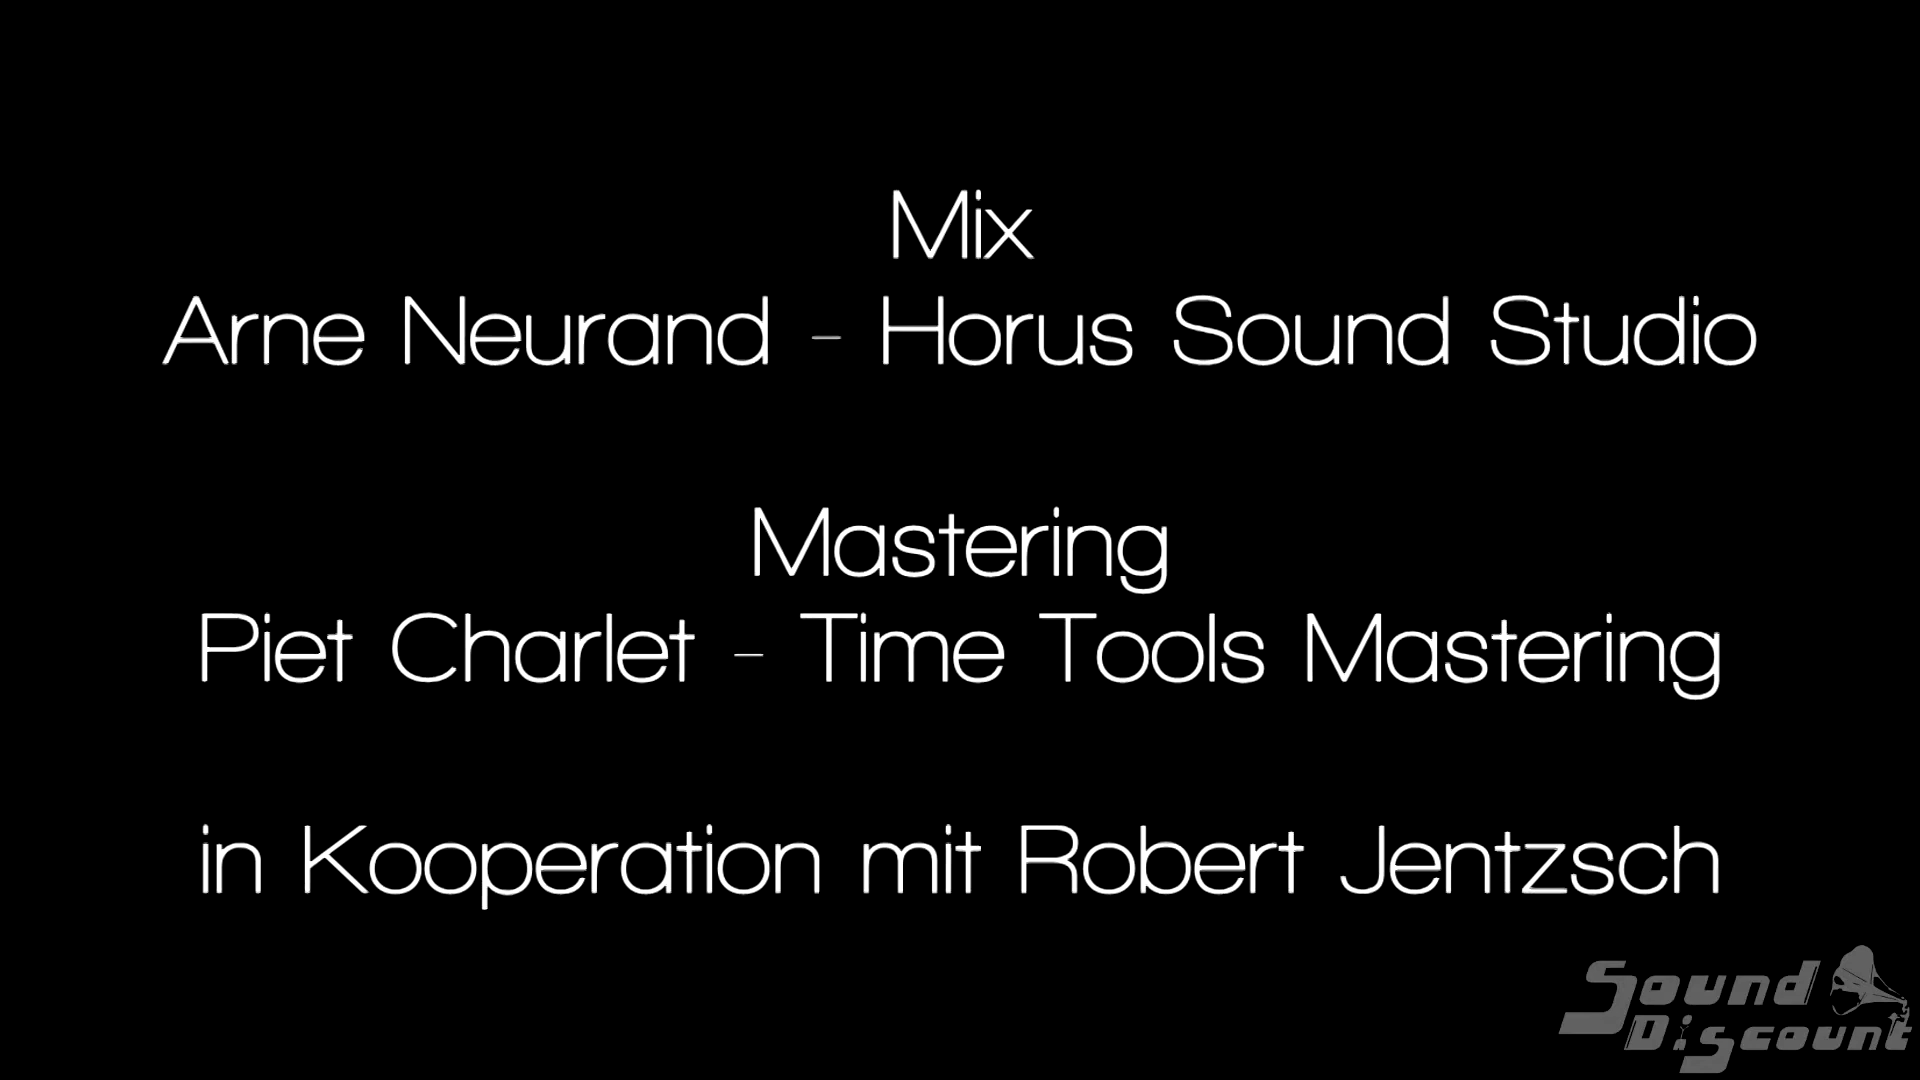 Mix
Arne Neurand - Horus Sound Studio
Mastering
Piet Charlet - Time Tools Mastering
in Kooperation mit Robert Jentzsch
Sound
Discount